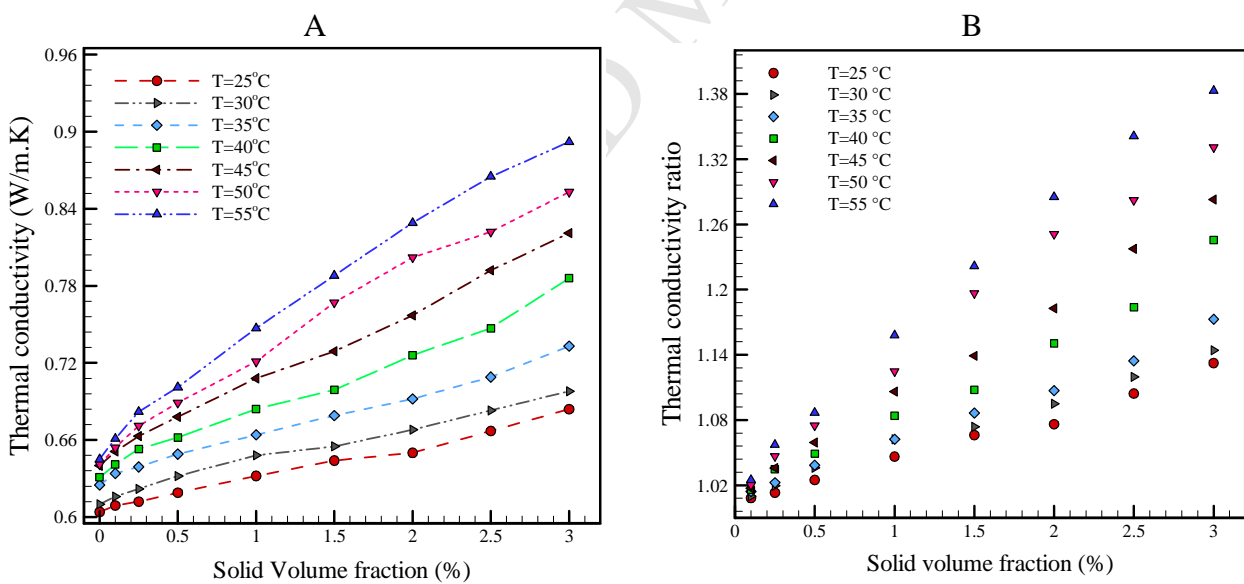 A
0.96
0.9
0.84
0.78
0.72
0.66
0.6
Thermal conductivity (W/m.K)
T=25°C
T=30°C
T=35°C
T=40°C
T=45°C
T=50°C
T=55°C
0
0.5
1
1.5
2
2.5
3
Solid Volume fraction (%)
B
1.38
1.32
1.26
1.2
1.14
1.08
1.02
Thermal conductivity ratio
T=25 °C
T=30 °C
T=35 °C
T=40 °C
T=45 °C
T=50 °C
T=55 °C
0
0.5
1
1.5
2
2.5
3
Solid volume fraction (%)
D M